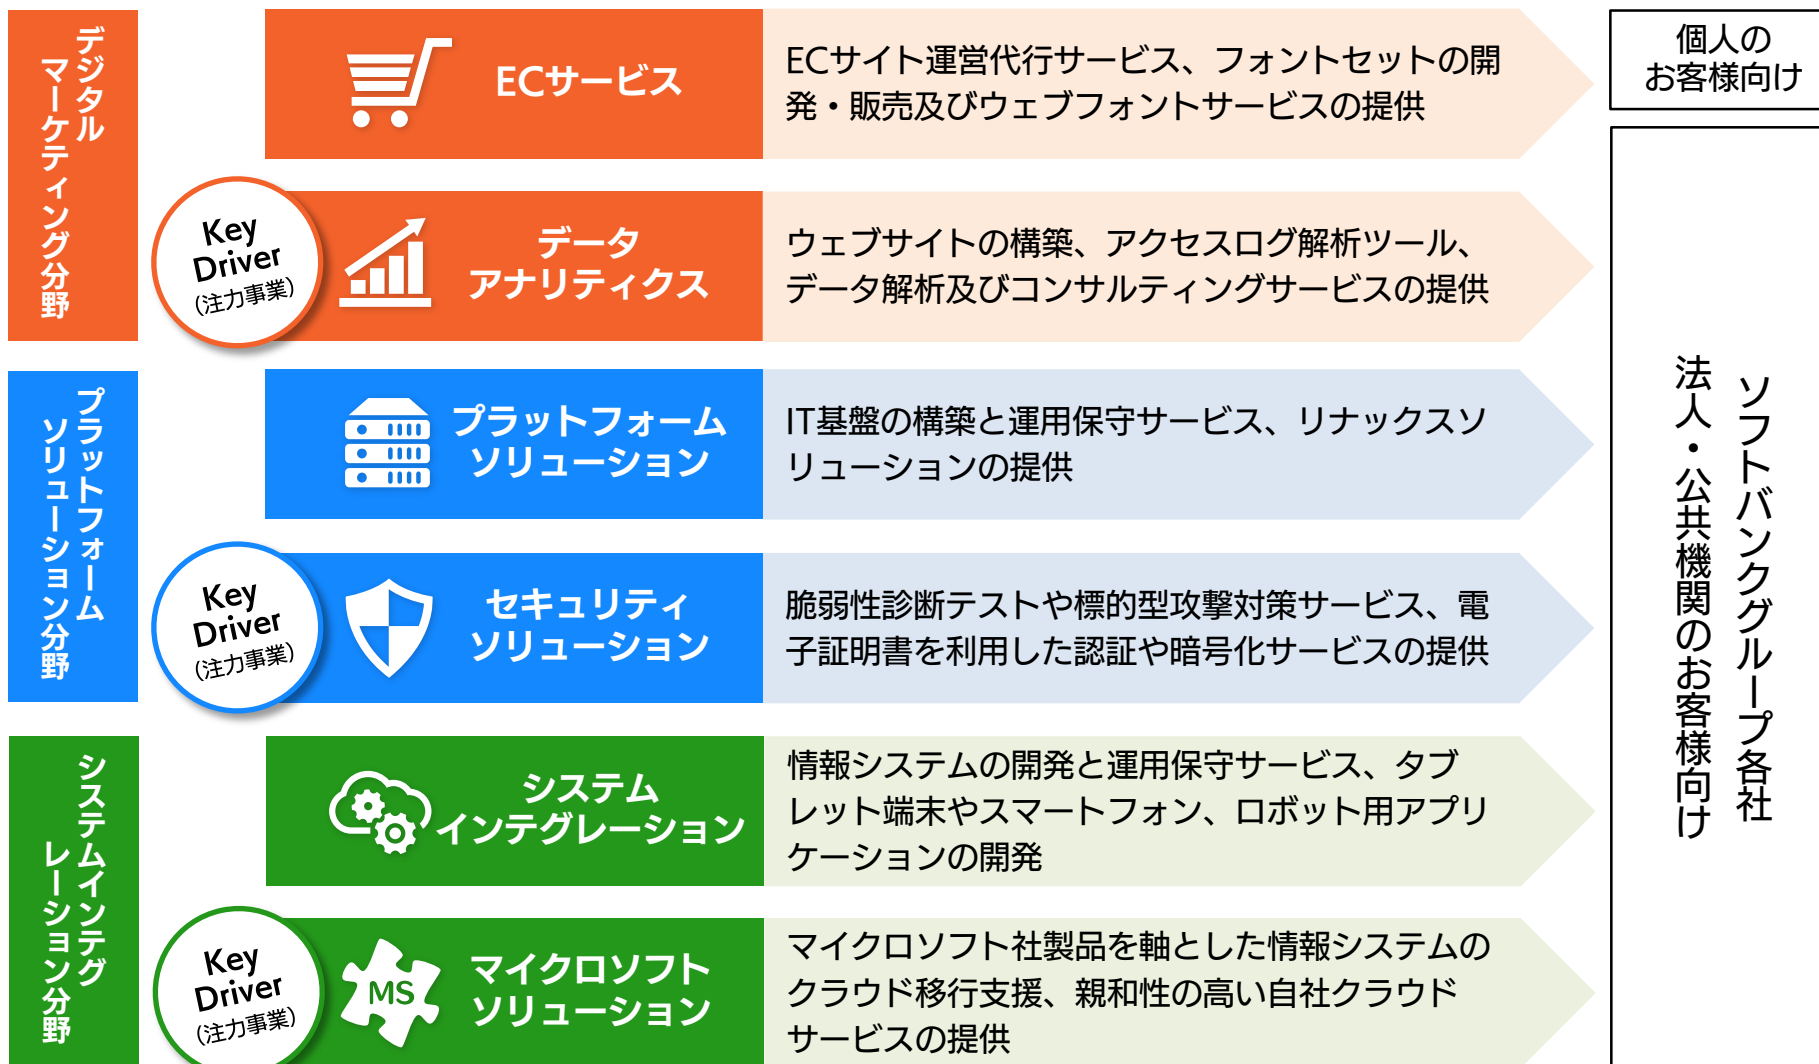 デジタル
マーケティング分野
ECサービス
ECサイト運営代行サービス、フォントセットの開
発・販売及びウェブフォントサービスの提供
個人の
お客様向け
Key
Driver
(注力事業)
データ
アナリティクス
ウェブサイトの構築、アクセスログ解析ツール、
データ解析及びコンサルティングサービスの提供
プラットフォーム
ソリューション分野
プラットフォーム
ソリューション
IT基盤の構築と運用保守サービス、リナックスソ
リューションの提供
Key
Driver
(注力事業)
セキュリティ
ソリューション
脆弱性診断テストや標的型攻撃対策サービス、電
子証明書を利用した認証や暗号化サービスの提供
システムインテグ
レーション分野
システム
インテグレーション
情報システムの開発と運用保守サービス、タブ
レット端末やスマートフォン、ロボット用アプリ
ケーションの開発
Key
Driver
(注力事業)
MS
マイクロソフト
ソリューション
マイクロソフト社製品を軸とした情報システムの
クラウド移行支援、親和性の高い自社クラウド
サービスの提供
ソフトバンクグループ各社
法人・公共機関のお客様向け